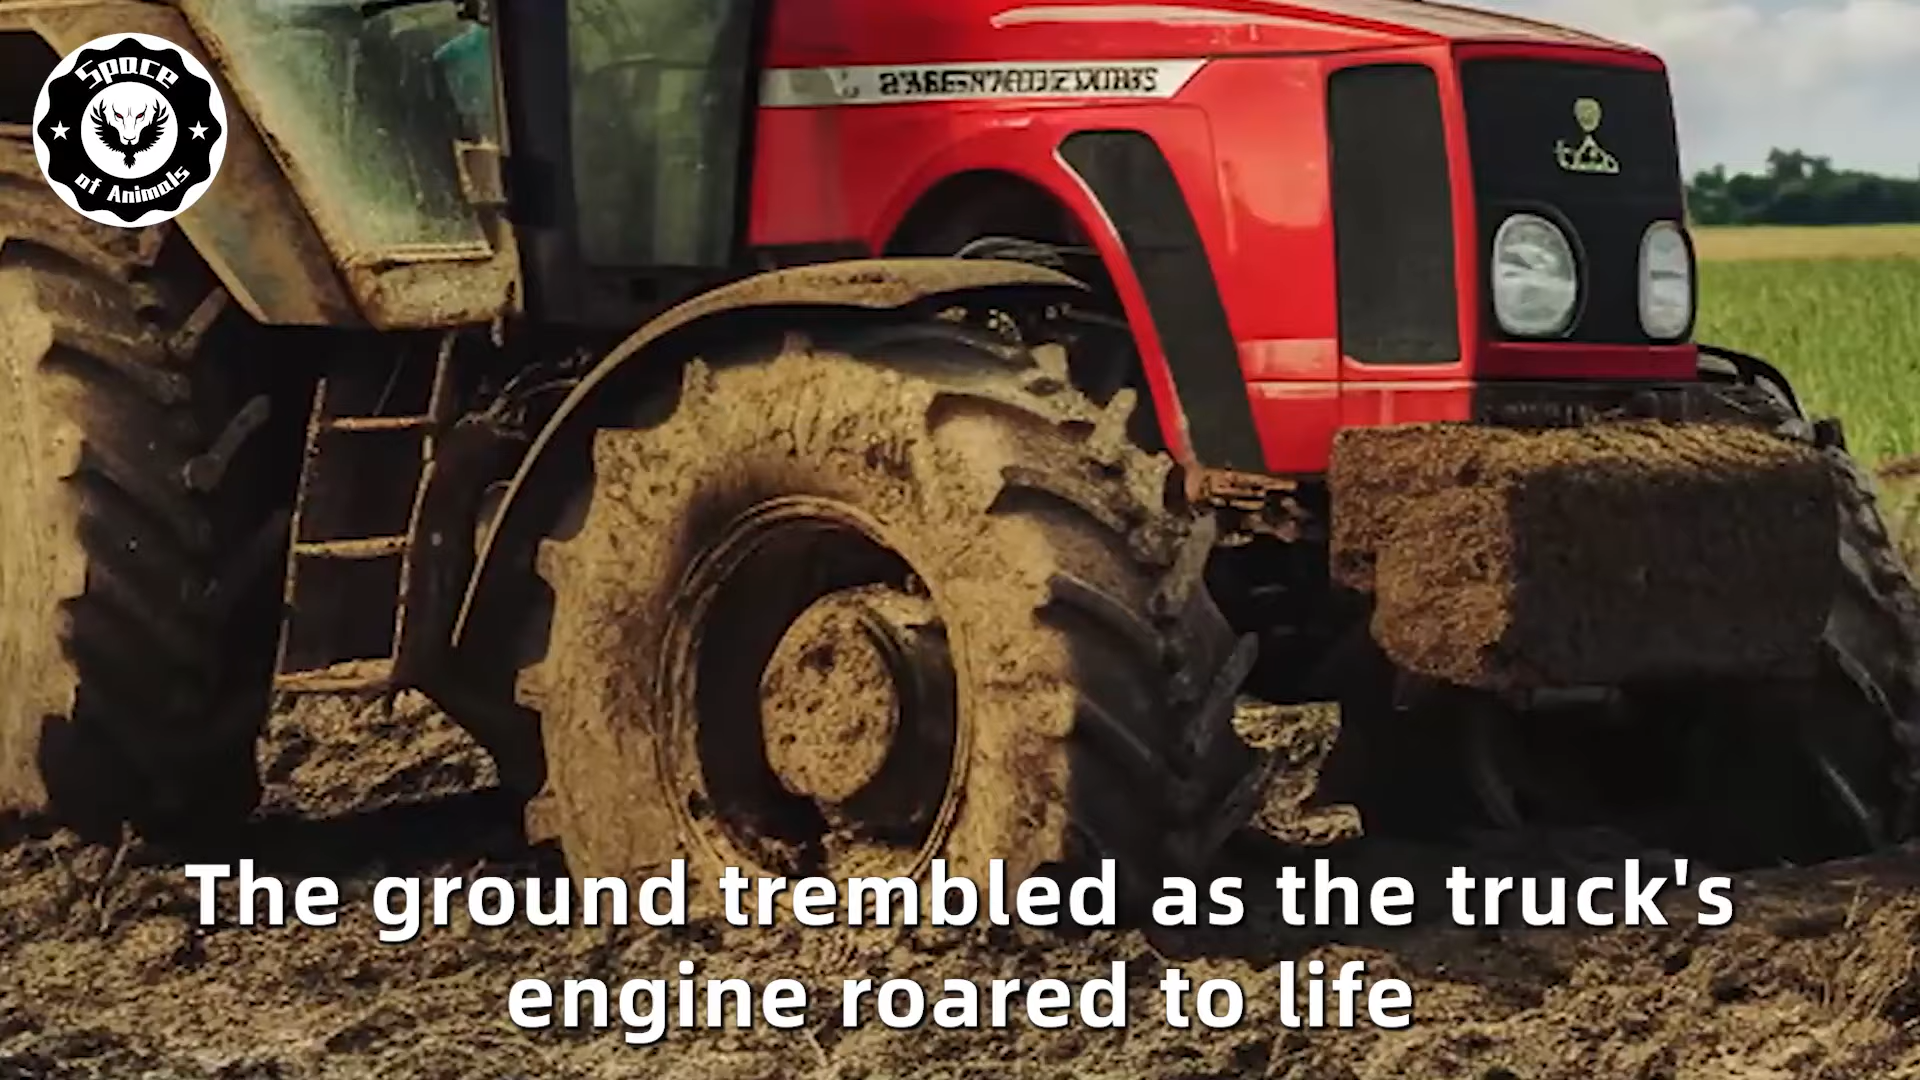 Space
of Animals
The ground trembled as the truck's
engine roared to life